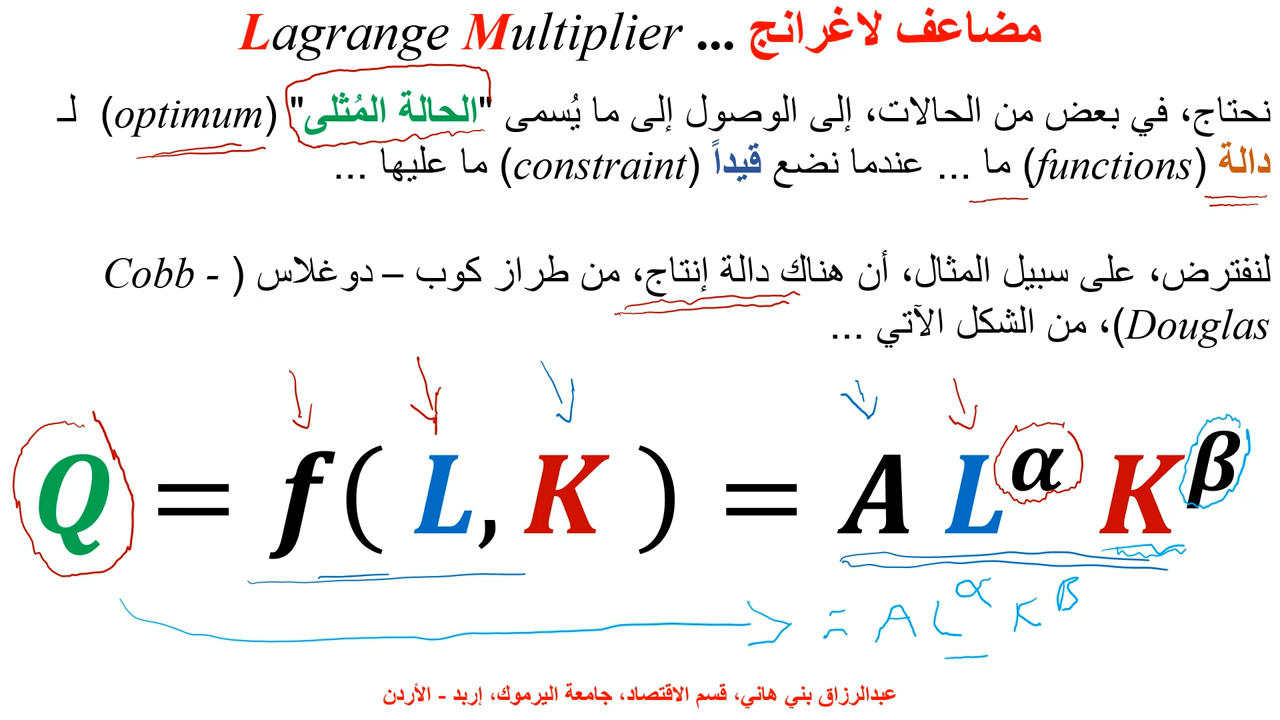 مضاعف لاغرانج ... Lagrange Multiplier
نحتاج، في بعض من الحالات، إلى الوصول إلى ما يُسمى "الحالة المُثلى" (optimum) لـ
دالة (functions) ما ... عندما نضع قيداً (constraint) ما عليها ...
لنفترض، على سبيل المثال، أن هناك دالة إنتاج، من طراز كوب – دوغلاس (Cobb -
Douglas)، من الشكل الآتي ...
Q = f( L, K ) = A L^α K^β
= A L^α K^β
عبدالرزاق بني هاني، قسم الاقتصاد، جامعة اليرموك، إربد - الأردن